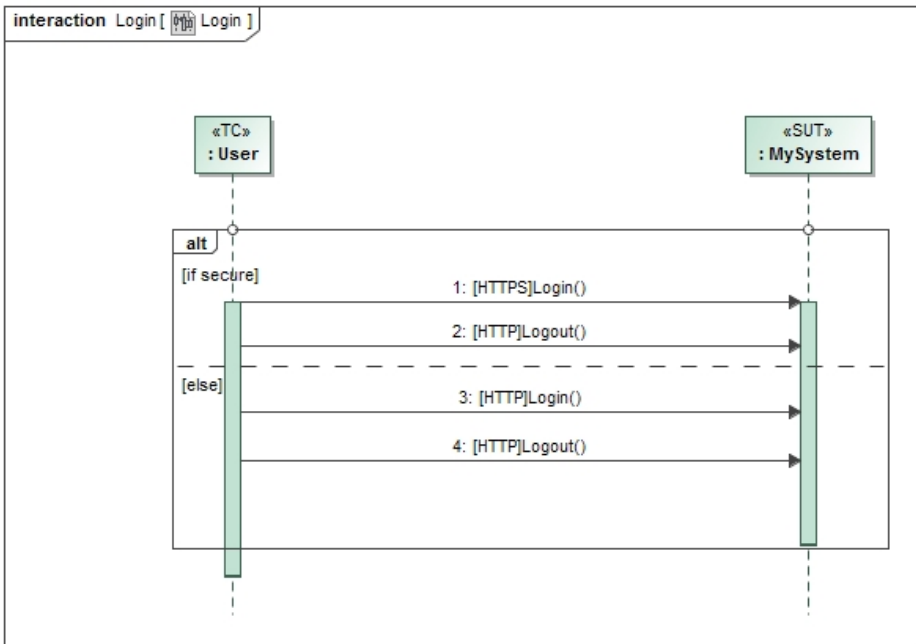 interaction Login [ Login ]
«TC»
: User
«SUT»
: MySystem
alt
[if secure]
1: [HTTPS]Login()
2: [HTTP]Logout()
[else]
3: [HTTP]Login()
4: [HTTP]Logout()